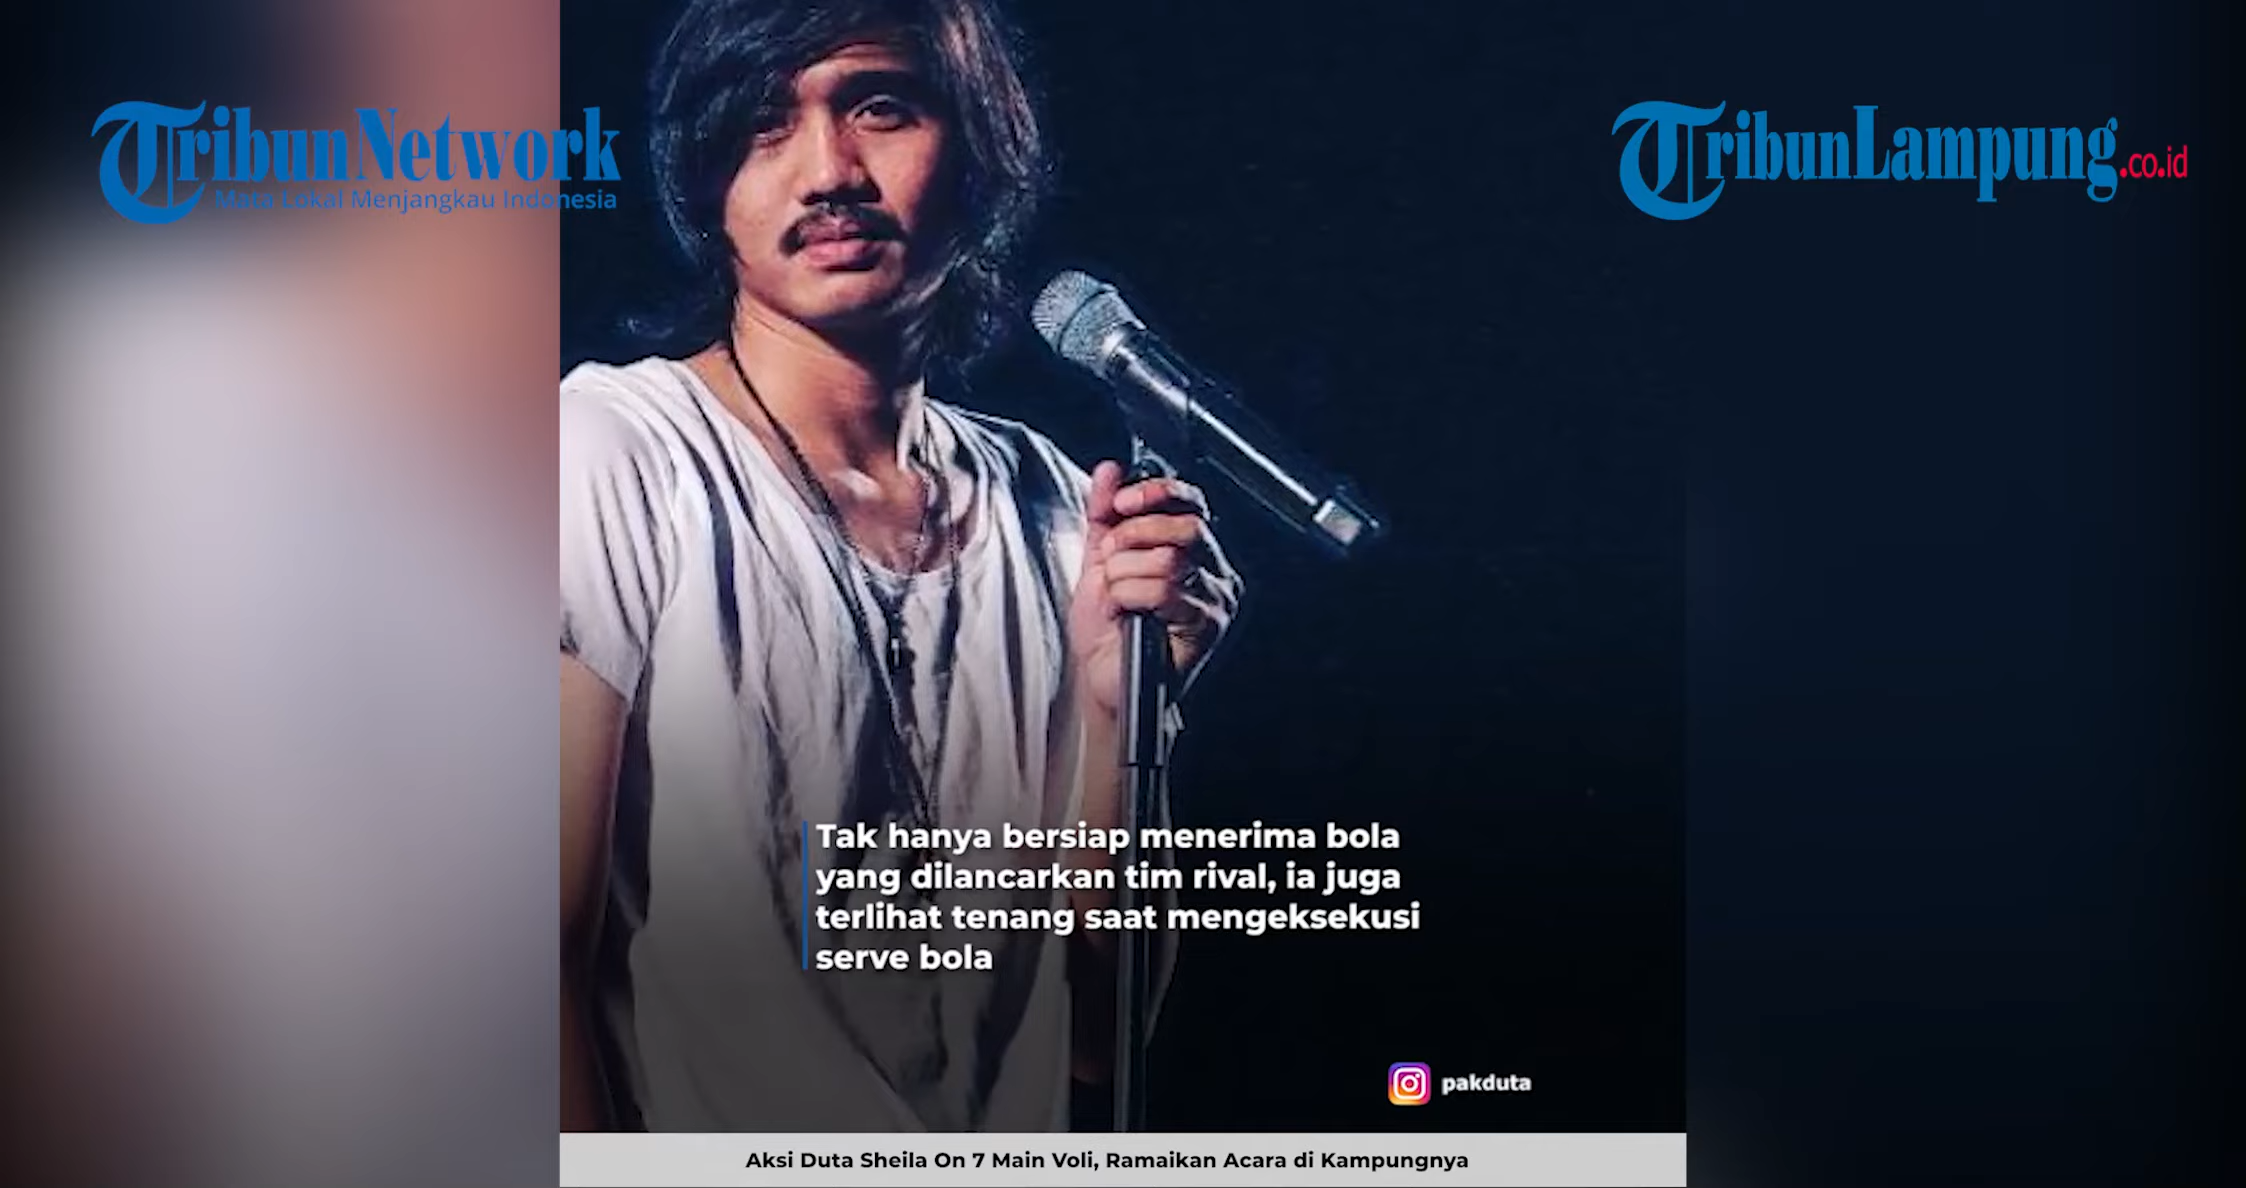 TribunNetwork
Mata Lokal Menjangkau Indonesia
TribunLampung.co.id
Tak hanya bersiap menerima bola
yang dilancarkan tim rival, ia juga
terlihat tenang saat mengeksekusi
serve bola
pakduta
Aksi Duta Sheila On 7 Main Voli, Ramaikan Acara di Kampungnya